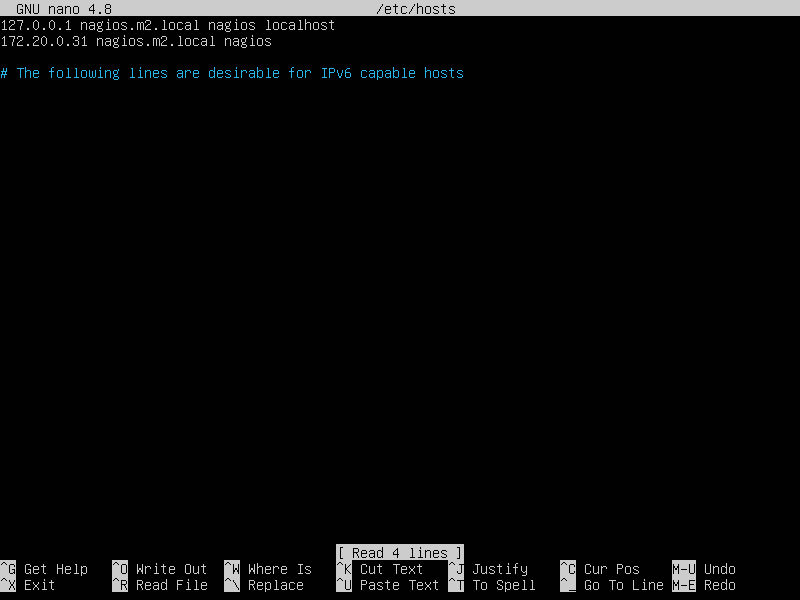 GNU nano 4.8 /etc/hosts
127.0.0.1 nagios.m2.local nagios localhost
172.20.0.31 nagios.m2.local nagios
# The following lines are desirable for IPv6 capable hosts
[ Read 4 lines ]
^G Get Help ^O Write Out ^W Where Is ^K Cut Text ^J Justify ^C Cur Pos M-U Undo
^X Exit ^R Read File ^\ Replace ^U Paste Text ^T To Spell ^_ Go To Line M-E Redo